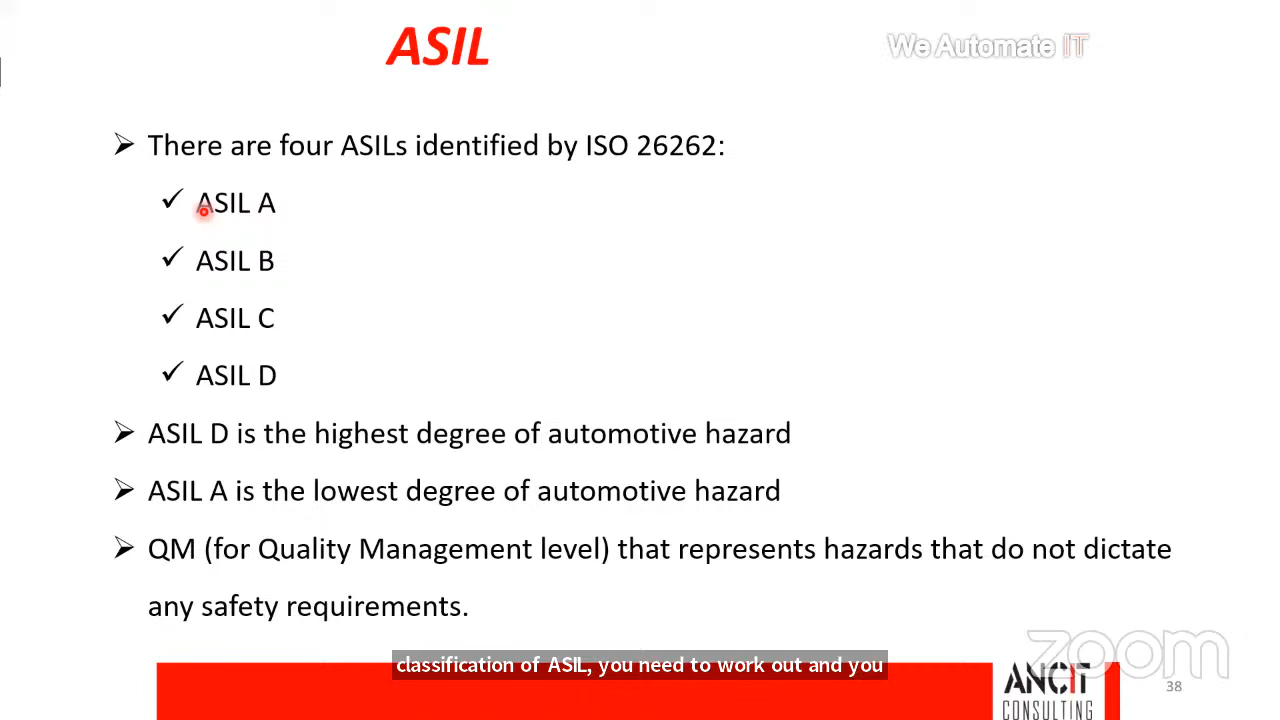 ASIL
We Automate IT
There are four ASILs identified by ISO 26262:
ASIL A
ASIL B
ASIL C
ASIL D
ASIL D is the highest degree of automotive hazard
ASIL A is the lowest degree of automotive hazard
QM (for Quality Management level) that represents hazards that do not dictate
any safety requirements.
classification of ASIL, you need to work out and you
zoom
ANCIT
CONSULTING
38